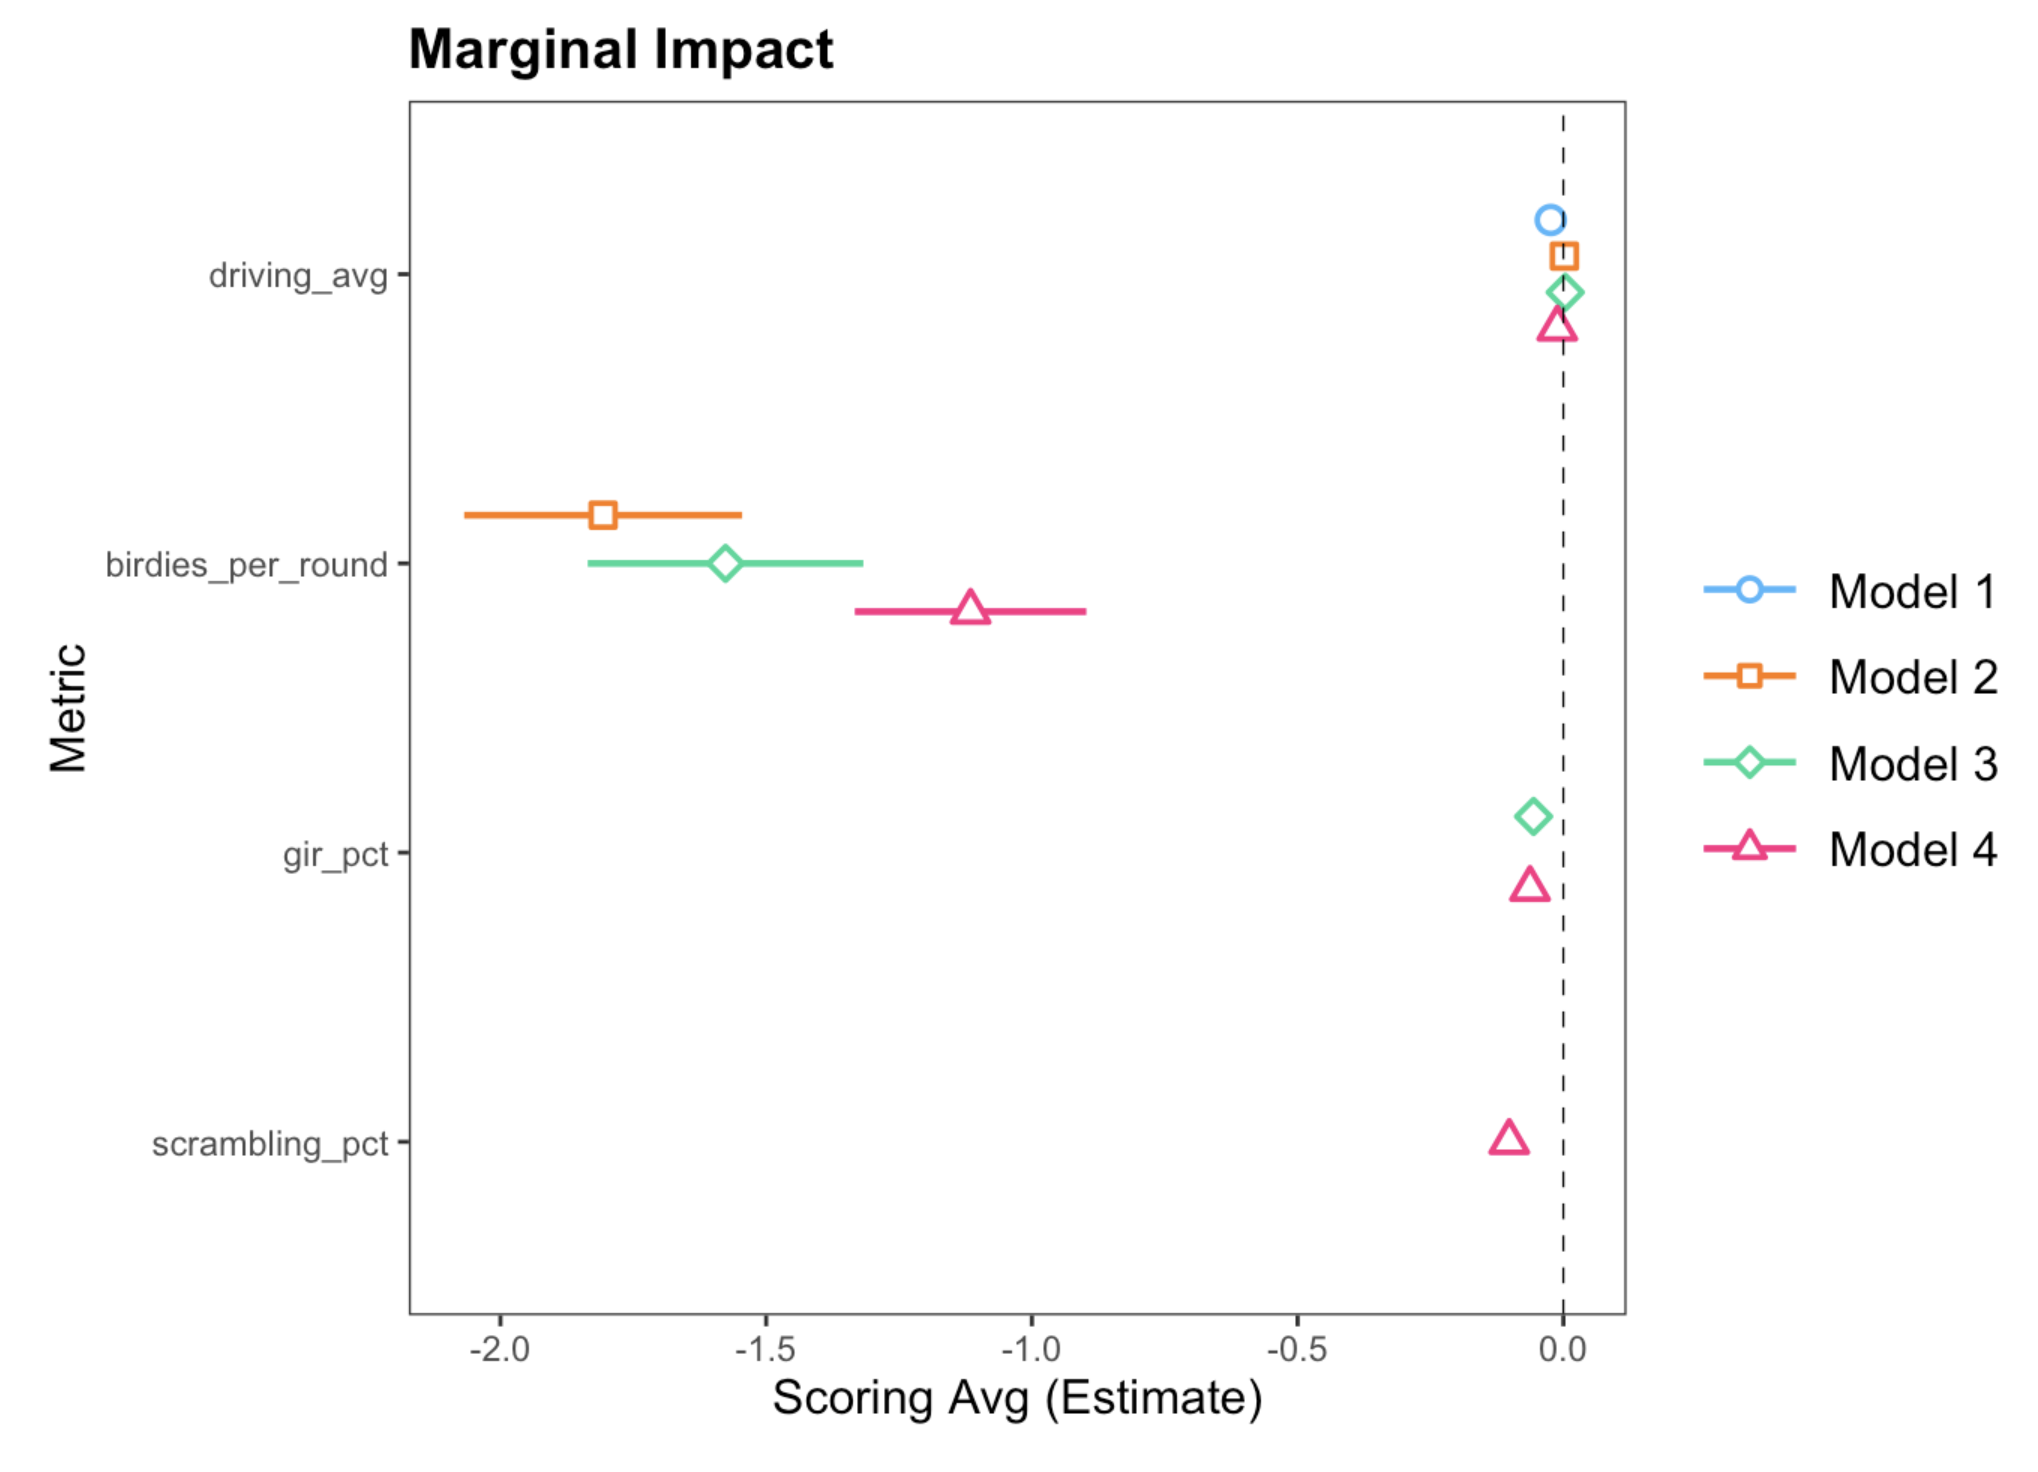 Marginal Impact
driving_avg
birdies_per_round
gir_pct
scrambling_pct
Metric
-2.0
-1.5
-1.0
-0.5
0.0
Scoring Avg (Estimate)
Model 1
Model 2
Model 3
Model 4